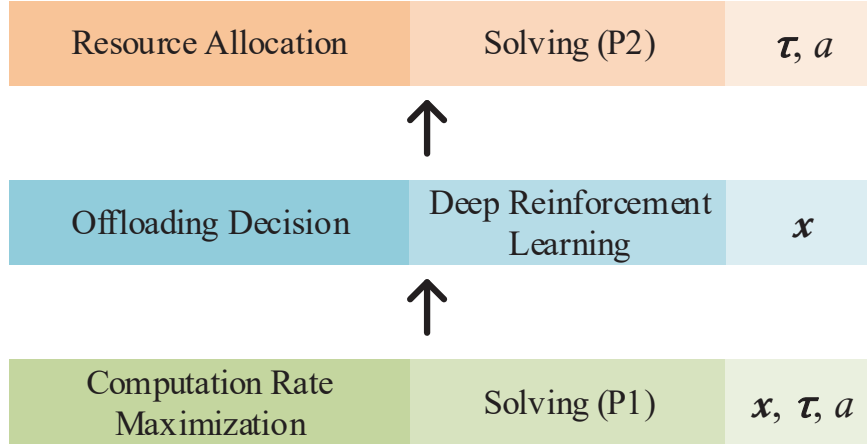 Resource Allocation Solving (P2) τ, a
Offloading Decision Deep Reinforcement Learning x
Computation Rate Maximization Solving (P1) x, τ, a